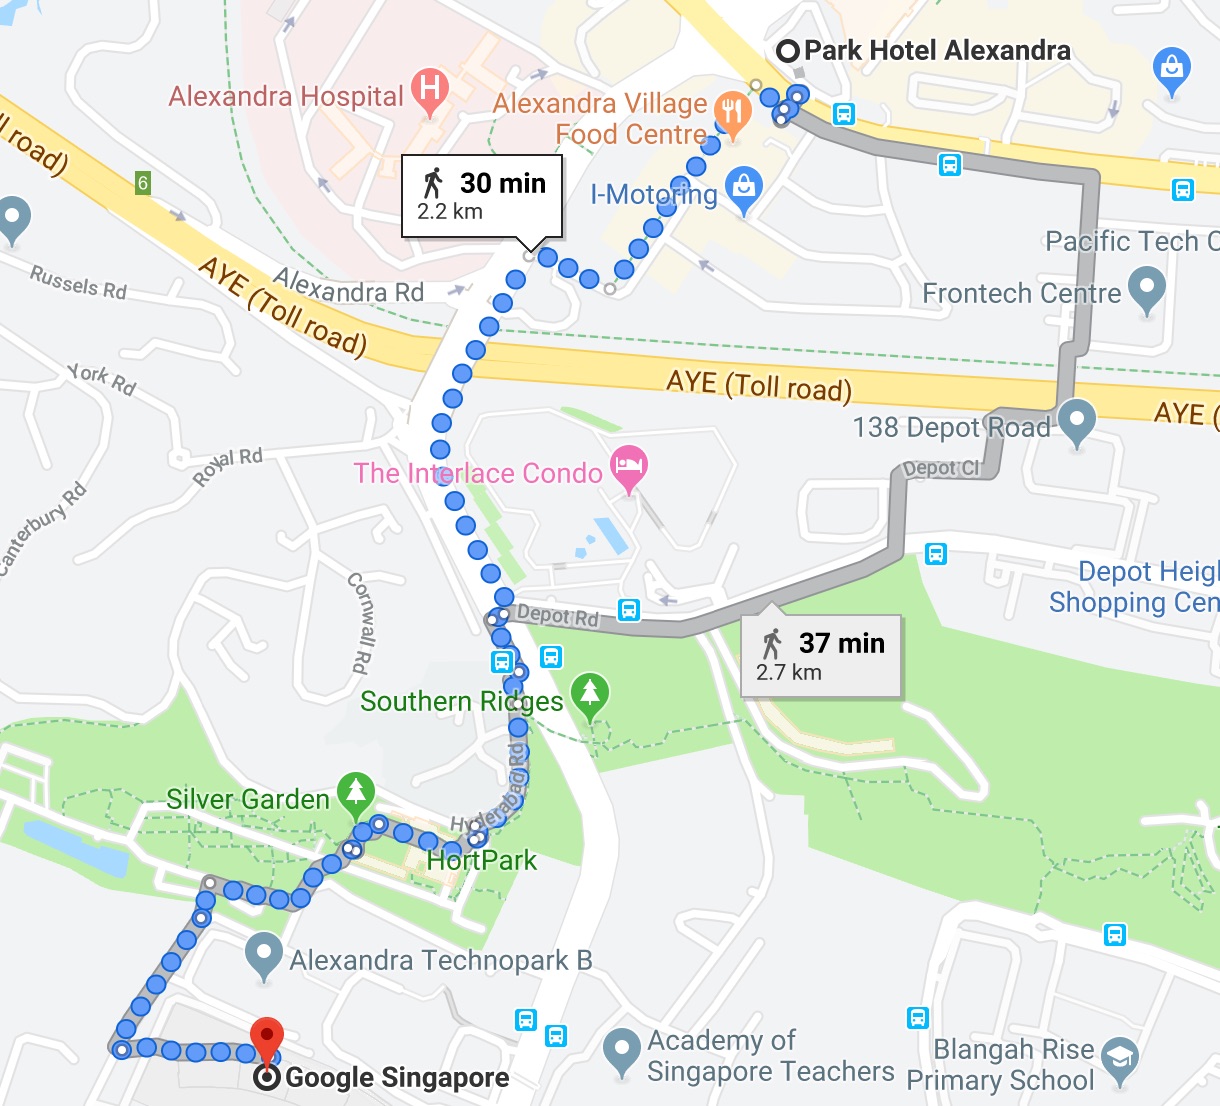 Park Hotel Alexandra
Alexandra Hospital
H
Alexandra Village
Food Centre
ll road)
6
30 min
2.2 km
I-Motoring
Pacific Tech C
Russels Rd
AYE (Toll road)
Alexandra Rd
Frontech Centre
York Rd
AYE (Toll road)
AYE (
138 Depot Road
Royal Rd
The Interlace Condo
Depot Cl
Canterbury Rd
Cornwall Rd
Depot Heig
Shopping Cen
Depot Rd
37 min
2.7 km
Southern Ridges
Hyderabad Rd
Silver Garden
HortPark
Alexandra Technopark B
Academy of
Singapore Teachers
Blangah Rise
Primary School
Google Singapore